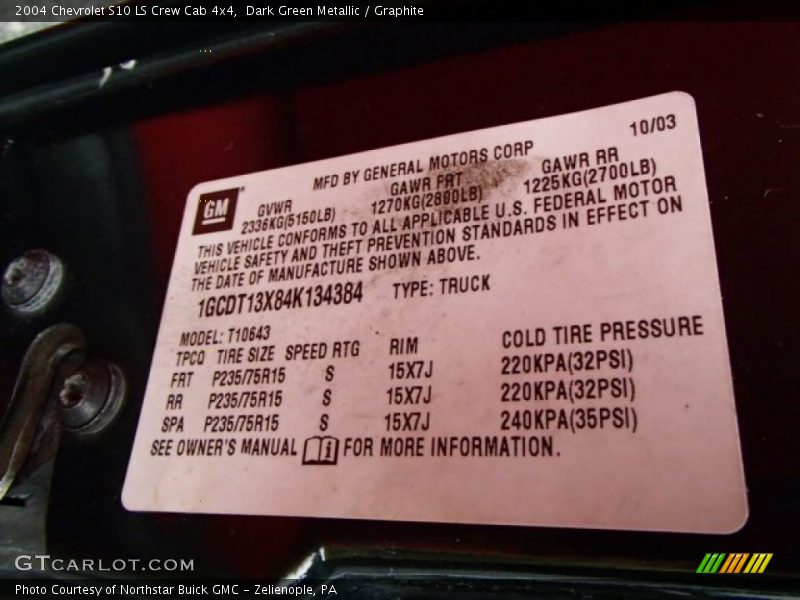 2004 Chevrolet S10 LS Crew Cab 4x4,  Dark Green Metallic / Graphite
10/03
MFD BY GENERAL MOTORS CORP
GM
GVWR GAWR FRT GAWR RR
2336KG(5150LB) 1270KG(2800LB) 1225KG(2700LB)
THIS VEHICLE CONFORMS TO ALL APPLICABLE U.S. FEDERAL MOTOR
VEHICLE SAFETY AND THEFT PREVENTION STANDARDS IN EFFECT ON
THE DATE OF MANUFACTURE SHOWN ABOVE.
1GCDT13X84K134384 TYPE: TRUCK
MODEL: T10643
TPCQ TIRE SIZE SPEED RTG RIM COLD TIRE PRESSURE
FRT P235/75R15 S 15X7J 220KPA(32PSI)
RR P235/75R15 S 15X7J 220KPA(32PSI)
SPA P235/75R15 S 15X7J 240KPA(35PSI)
SEE OWNER'S MANUAL FOR MORE INFORMATION.
GTCARLOT.COM
Photo Courtesy of Northstar Buick GMC - Zelienople, PA